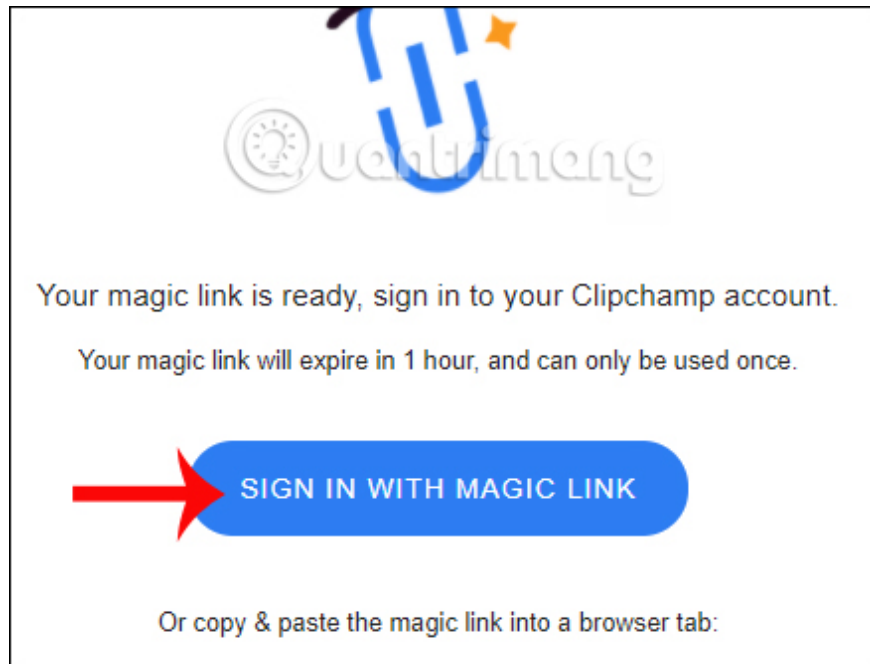 Quantrimang
Your magic link is ready, sign in to your Clipchamp account.
Your magic link will expire in 1 hour, and can only be used once.
SIGN IN WITH MAGIC LINK
Or copy & paste the magic link into a browser tab: